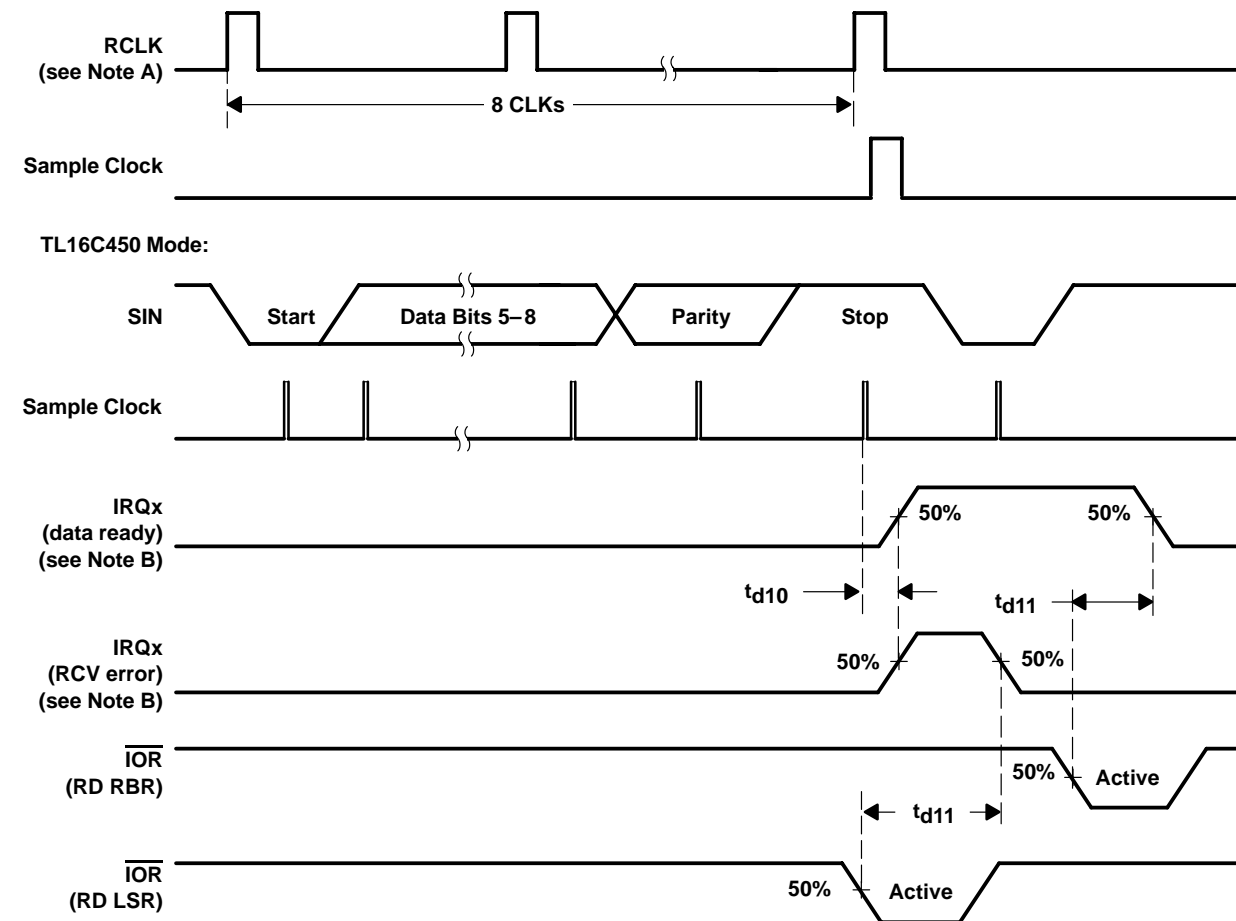 RCLK
(see Note A)
8 CLKs
Sample Clock
TL16C450 Mode:
SIN
Start
Data Bits 5–8
Parity
Stop
Sample Clock
IRQx
(data ready)
(see Note B)
50%
50%
td10
td11
IRQx
(RCV error)
(see Note B)
50%
50%
IOR
(RD RBR)
50%
Active
td11
IOR
(RD LSR)
50%
Active